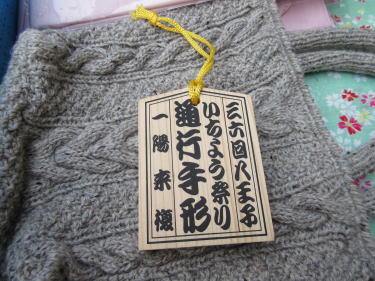 三六回八王子
いちょう祭り
通行手形
一陽来復